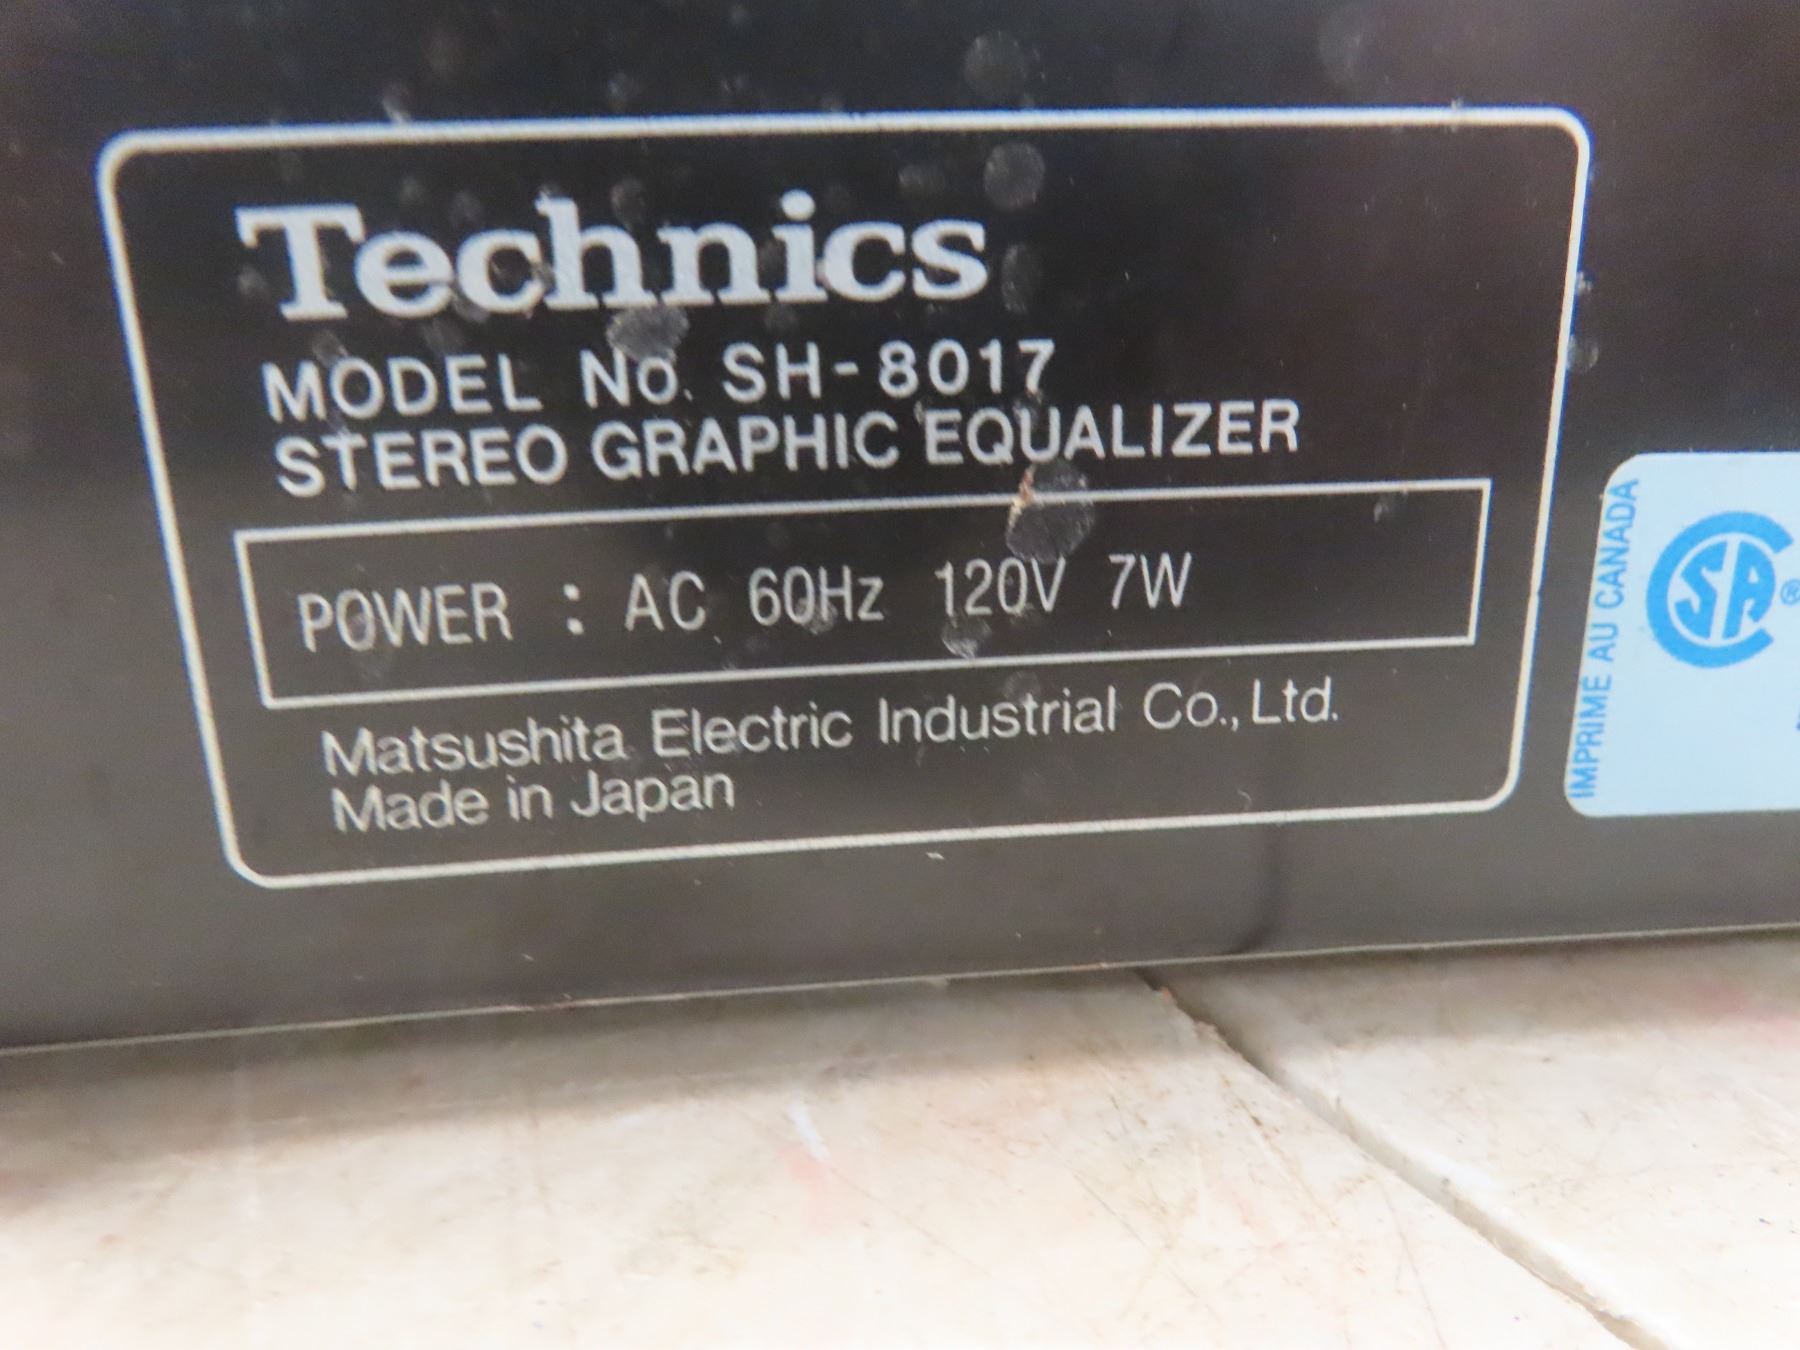 Technics
MODEL No. SH-8017
STEREO GRAPHIC EQUALIZER
POWER : AC 60Hz 120V 7W
Matsushita Electric Industrial Co., Ltd.
Made in Japan
IMPRIMÉ AU CANADA
SA ®